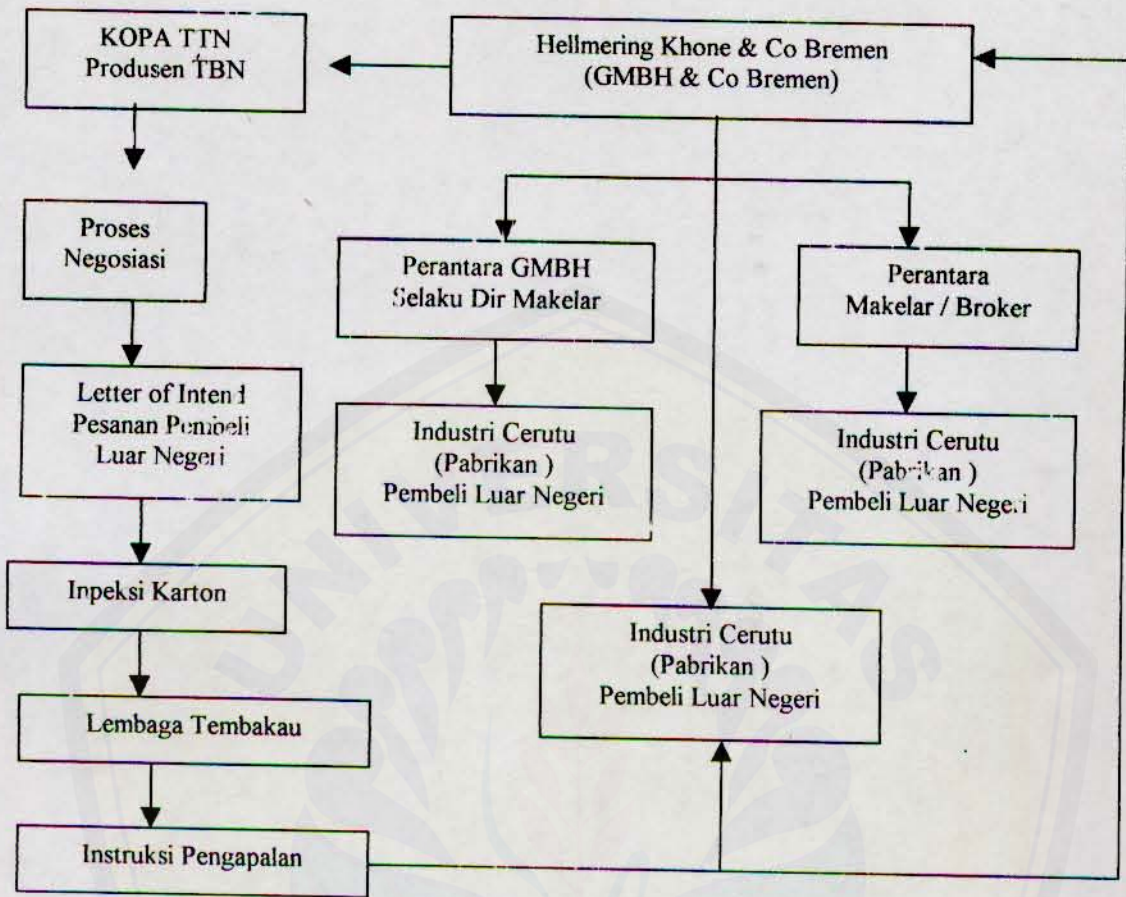 KOPA TTN
Produsen TBN
Hellmering Khone & Co Bremen
(GMBH & Co Bremen)
Proses
Negosiasi
Perantara GMBH
Selaku Dir Makelar
Perantara
Makelar / Broker
Letter of Intend
Pesanan Pembeli
Luar Negeri
Industri Cerutu
(Pabrikan )
Pembeli Luar Negeri
Industri Cerutu
(Pabrikan )
Pembeli Luar Negeri
Inpeksi Karton
Industri Cerutu
(Pabrikan )
Pembeli Luar Negeri
Lembaga Tembakau
Instruksi Pengapalan
UNIVERSITAS